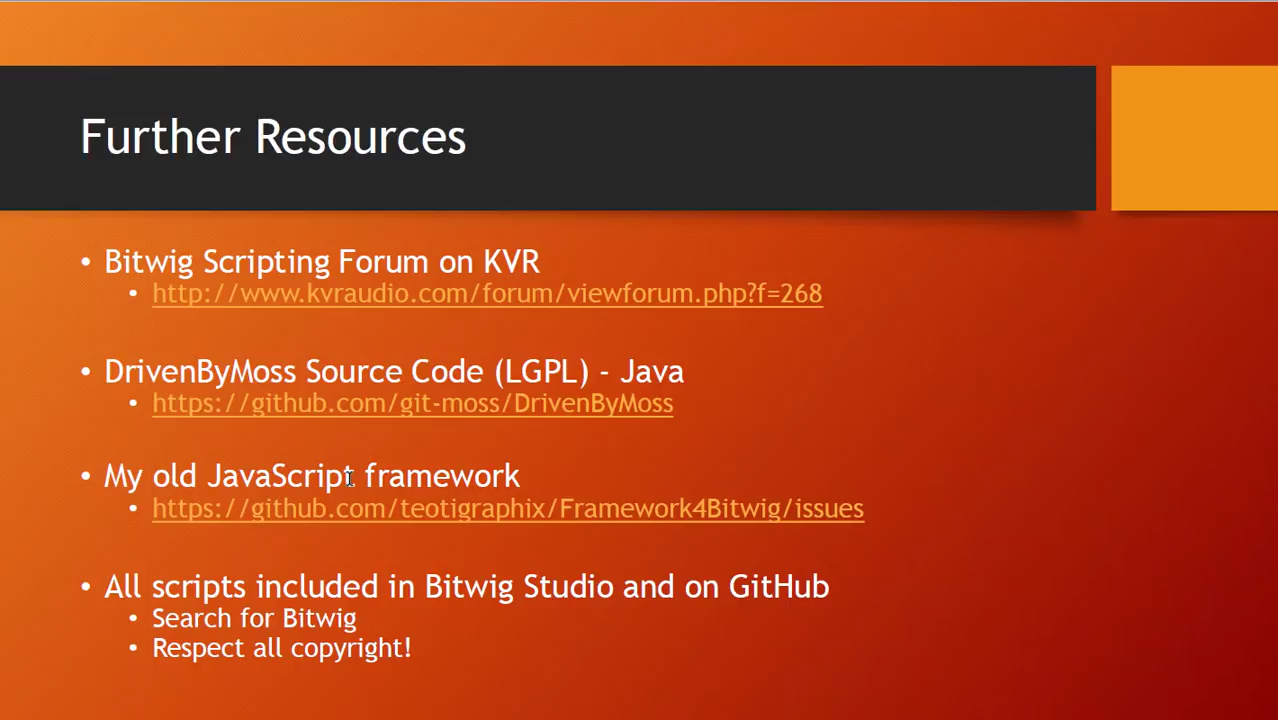 Further Resources
• Bitwig Scripting Forum on KVR
• http://www.kvraudio.com/forum/viewforum.php?f=268
• DrivenByMoss Source Code (LGPL) - Java
• https://github.com/git-moss/DrivenByMoss
• My old JavaScript framework
• https://github.com/teotigraphix/Framework4Bitwig/issues
• All scripts included in Bitwig Studio and on GitHub
• Search for Bitwig
• Respect all copyright!